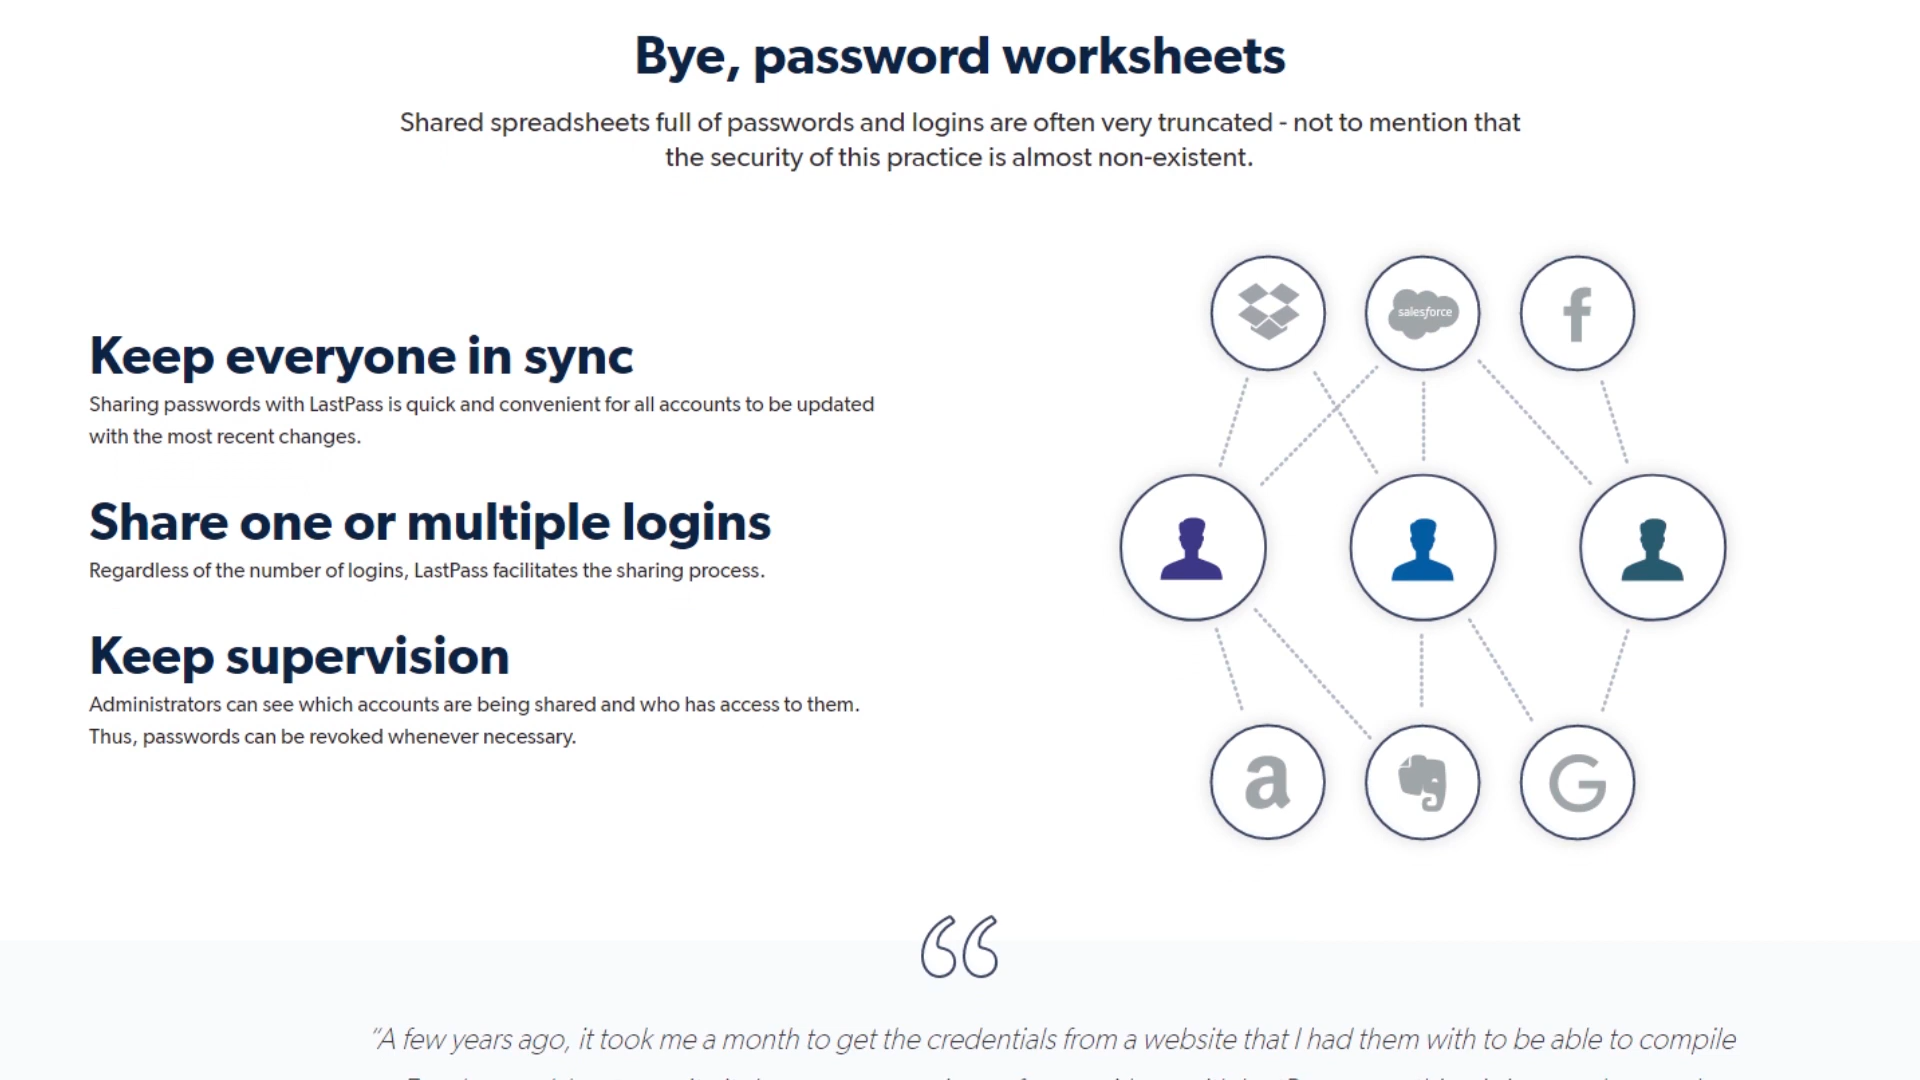 Bye, password worksheets
Shared spreadsheets full of passwords and logins are often very truncated - not to mention that
the security of this practice is almost non-existent.
Keep everyone in sync
Sharing passwords with LastPass is quick and convenient for all accounts to be updated
with the most recent changes.
Share one or multiple logins
Regardless of the number of logins, LastPass facilitates the sharing process.
Keep supervision
Administrators can see which accounts are being shared and who has access to them.
Thus, passwords can be revoked whenever necessary.
salesforce
“A few years ago, it took me a month to get the credentials from a website that I had them with to be able to compile